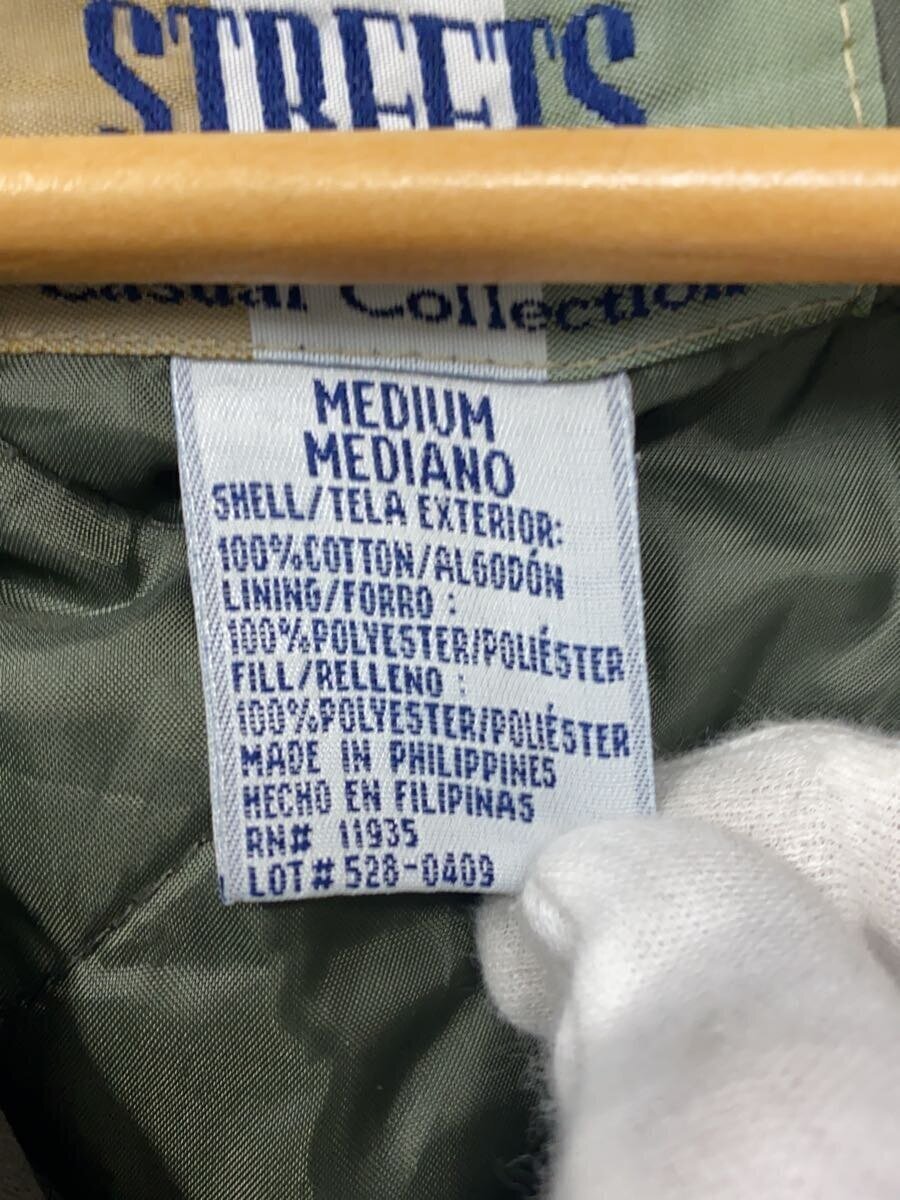 STREETS
Casual Collection
MEDIUM
MEDIANO
SHELL/TELA EXTERIOR:
100%COTTON/ALGODÓN
LINING/FORRO :
100%POLYESTER/POLIÉSTER
FILL/RELLENO :
100%POLYESTER/POLIÉSTER
MADE IN PHILIPPINES
HECHO EN FILIPINAS
RN# 11935
LOT#528-0409